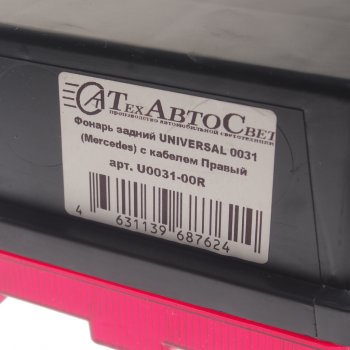 ТехАвтоСвет
производство автомобильной светотехники
Фонарь задний UNIVERSAL 0031
(Mercedes) с кабелем Правый
арт. U0031-00R
4 631139 687624